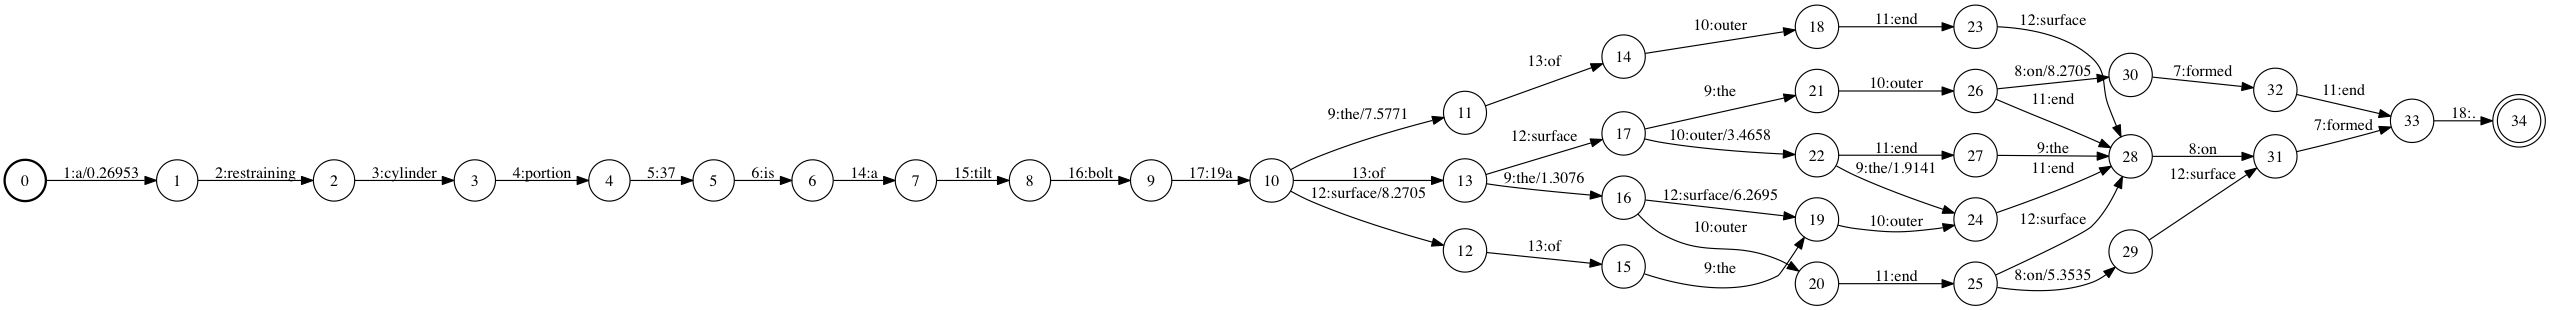 0 1:a/0.26953 1 2:restraining 2 3:cylinder 3 4:portion 4 5:37 5 6:is 6 14:a 7 15:tilt 8 16:bolt 9 17:19a 10
9:the/7.5771 11
13:of 13
12:surface/8.2705 12
13:of 14
12:surface 17
9:the/1.3076 16
13:of 15
10:outer 18
9:the 21
10:outer/3.4658 22
12:surface/6.2695 19
10:outer 20
9:the
11:end 23
10:outer 26
11:end 27
9:the/1.9141 24
10:outer
11:end 25
12:surface
8:on/8.2705 30
11:end
9:the 28
11:end
12:surface
8:on/5.3535 29
7:formed 32
8:on 31
12:surface
11:end 33
7:formed
18:. 34